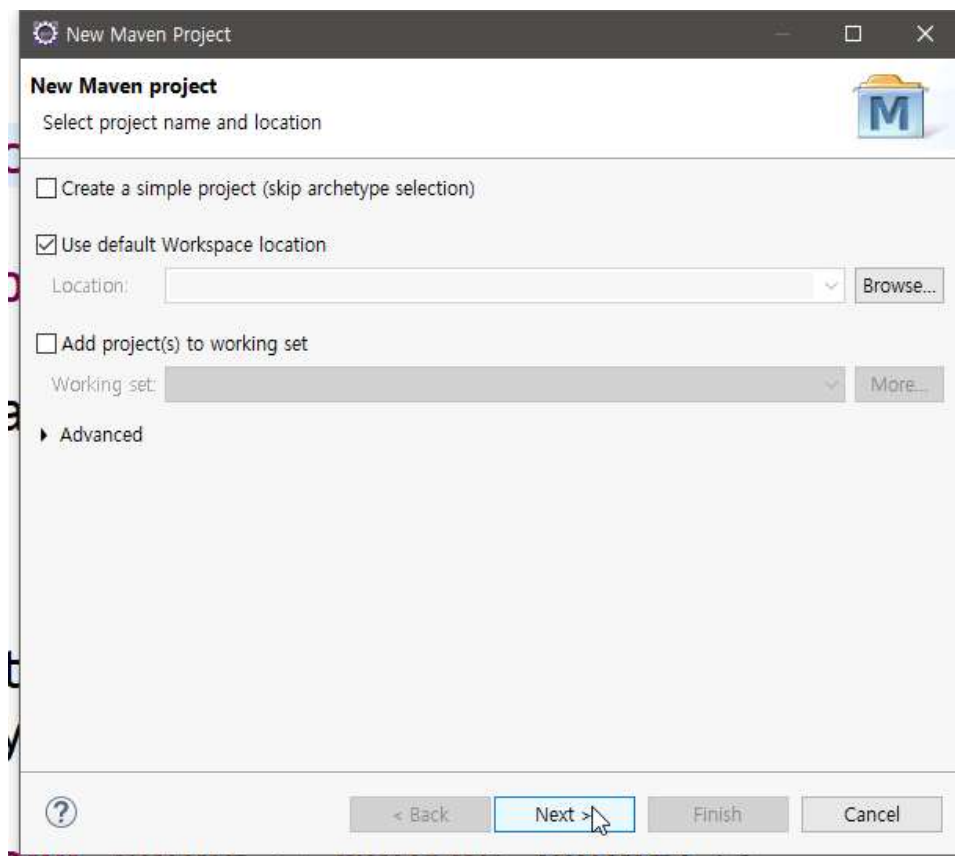 New Maven Project
New Maven project
Select project name and location
M
Create a simple project (skip archetype selection)
Use default Workspace location
Location:
Browse...
Add project(s) to working set
Working set:
More...
Advanced
? < Back Next > Finish Cancel